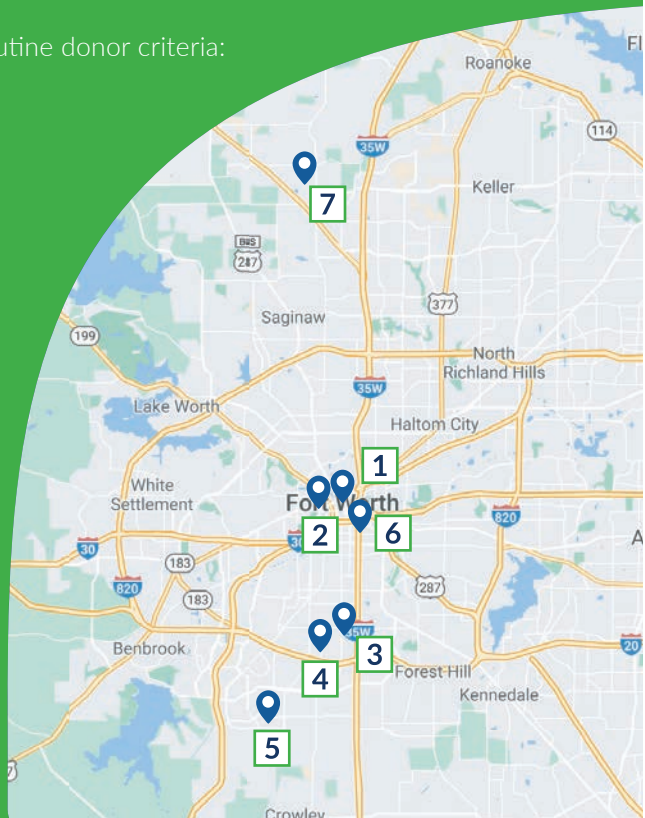 utine donor criteria:
Fl
Roanoke
114
35W
Keller
7
BUS
287
377
Saginaw
199
North
Richland Hills
35W
Lake Worth
Haltom City
1
White
Settlement
Fort Worth
820
2
6
30
30
A
183
820
287
183
35W
Benbrook
3
20
4
Forest Hill
Kennedale
5
7
Crowley